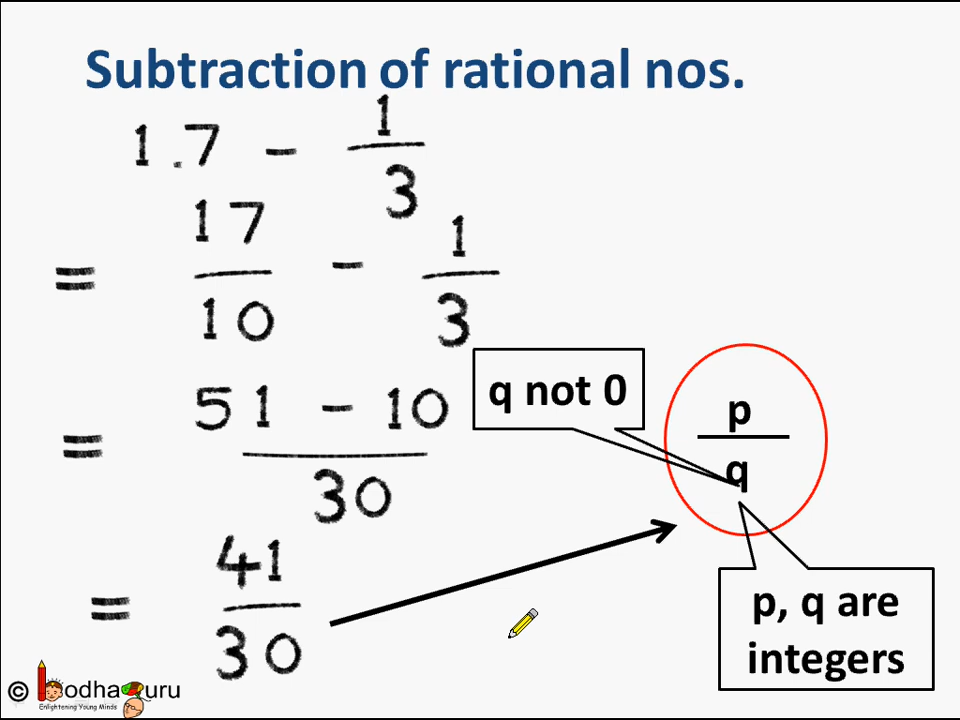 Subtraction of rational nos.
1.7 - 1/3
= 17/10 - 1/3
= 51 - 10/30
= 41/30
q not 0
p
q
p, q are
integers
© bodhaguru
Enlightening Young Minds